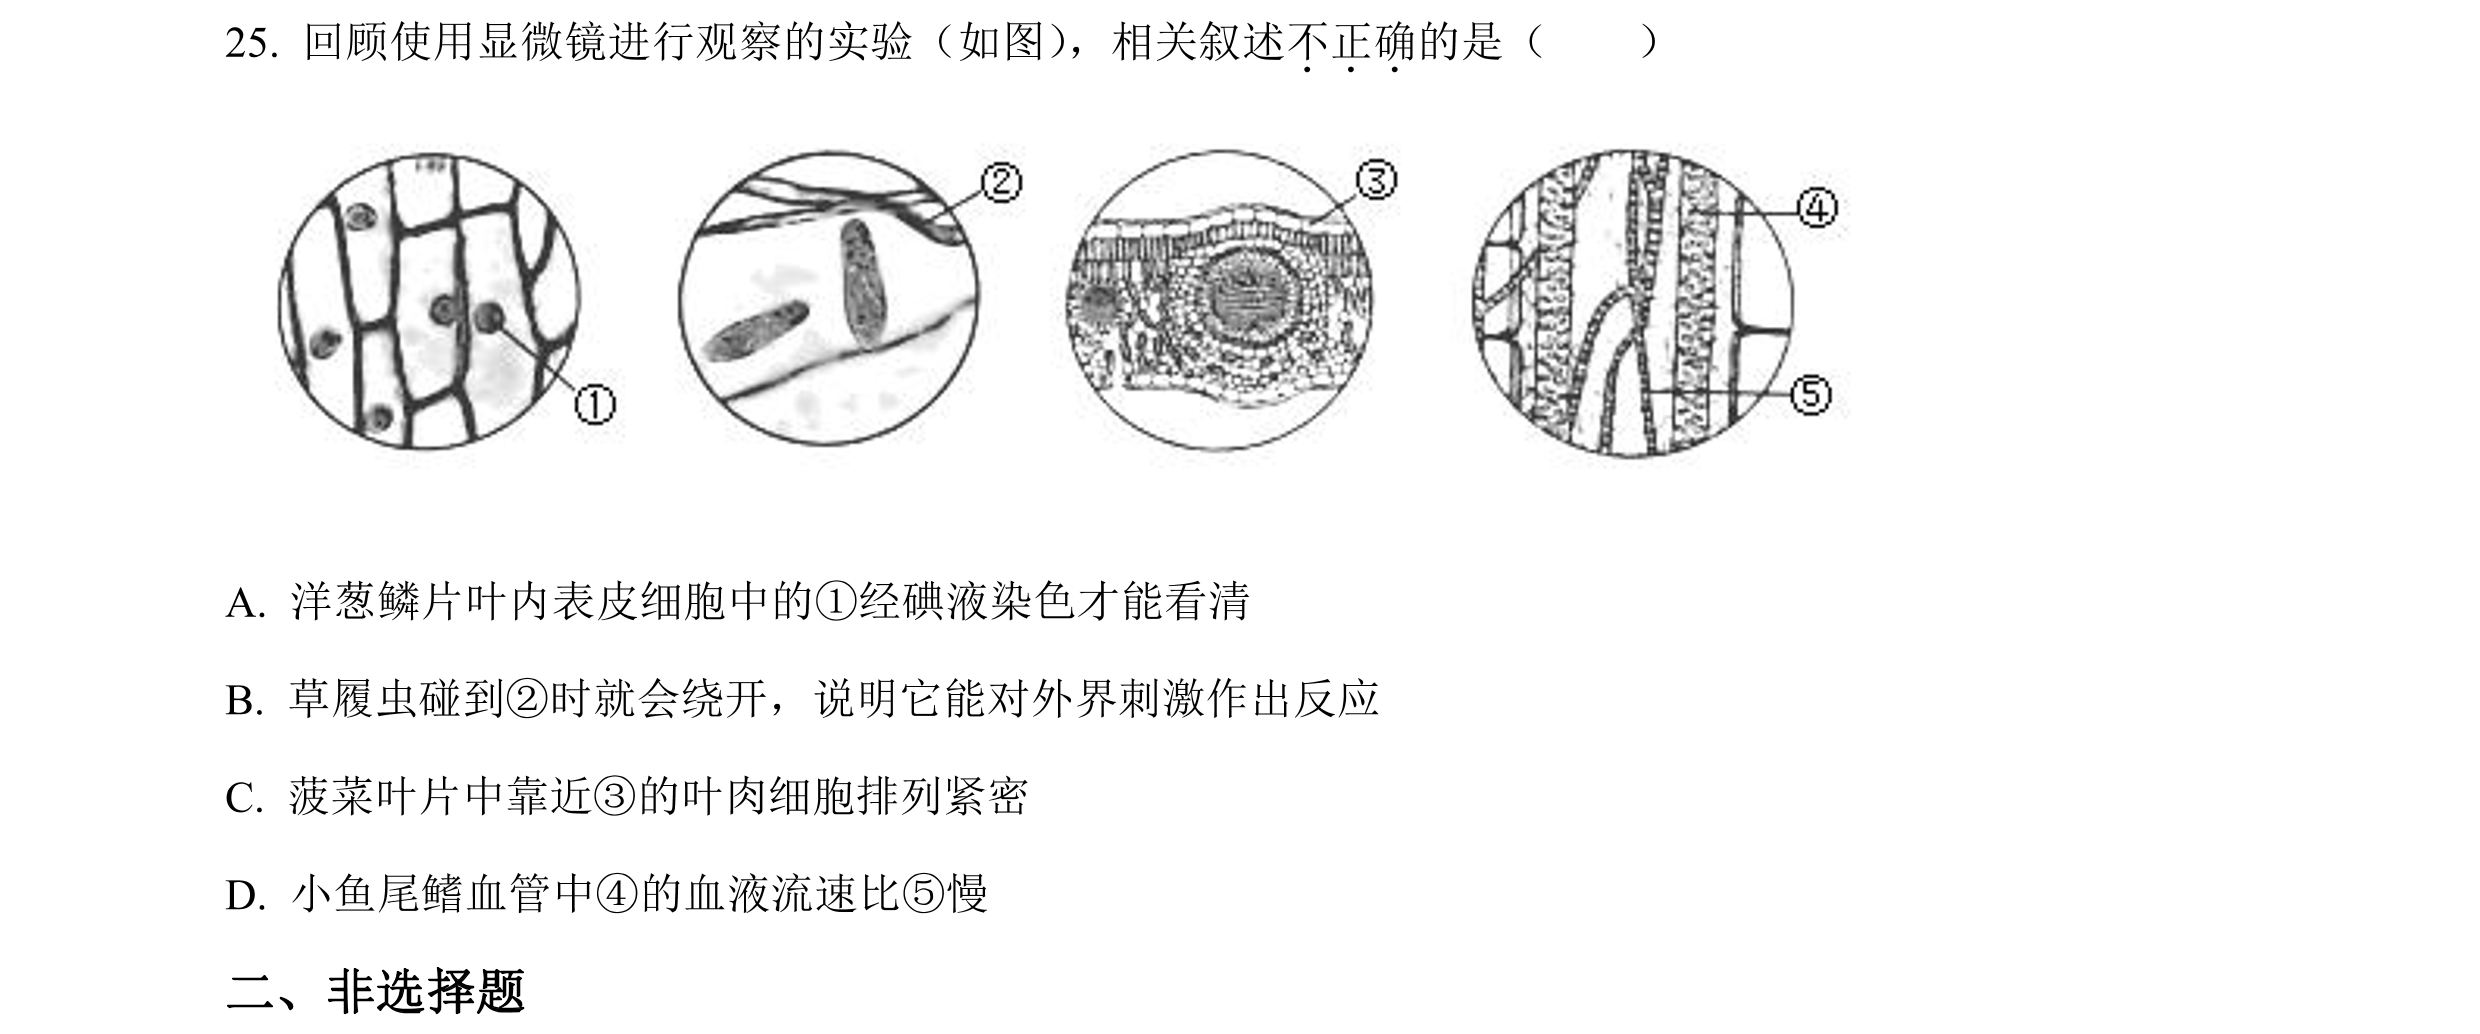 25. 回顾使用显微镜进行观察的实验（如图），相关叙述不正确的是（　　）
② ③ ④ ① ⑤
A. 洋葱鳞片叶内表皮细胞中的①经碘液染色才能看清
B. 草履虫碰到②时就会绕开，说明它能对外界刺激作出反应
C. 菠菜叶片中靠近③的叶肉细胞排列紧密
D. 小鱼尾鳍血管中④的血液流速比⑤慢
二、非选择题